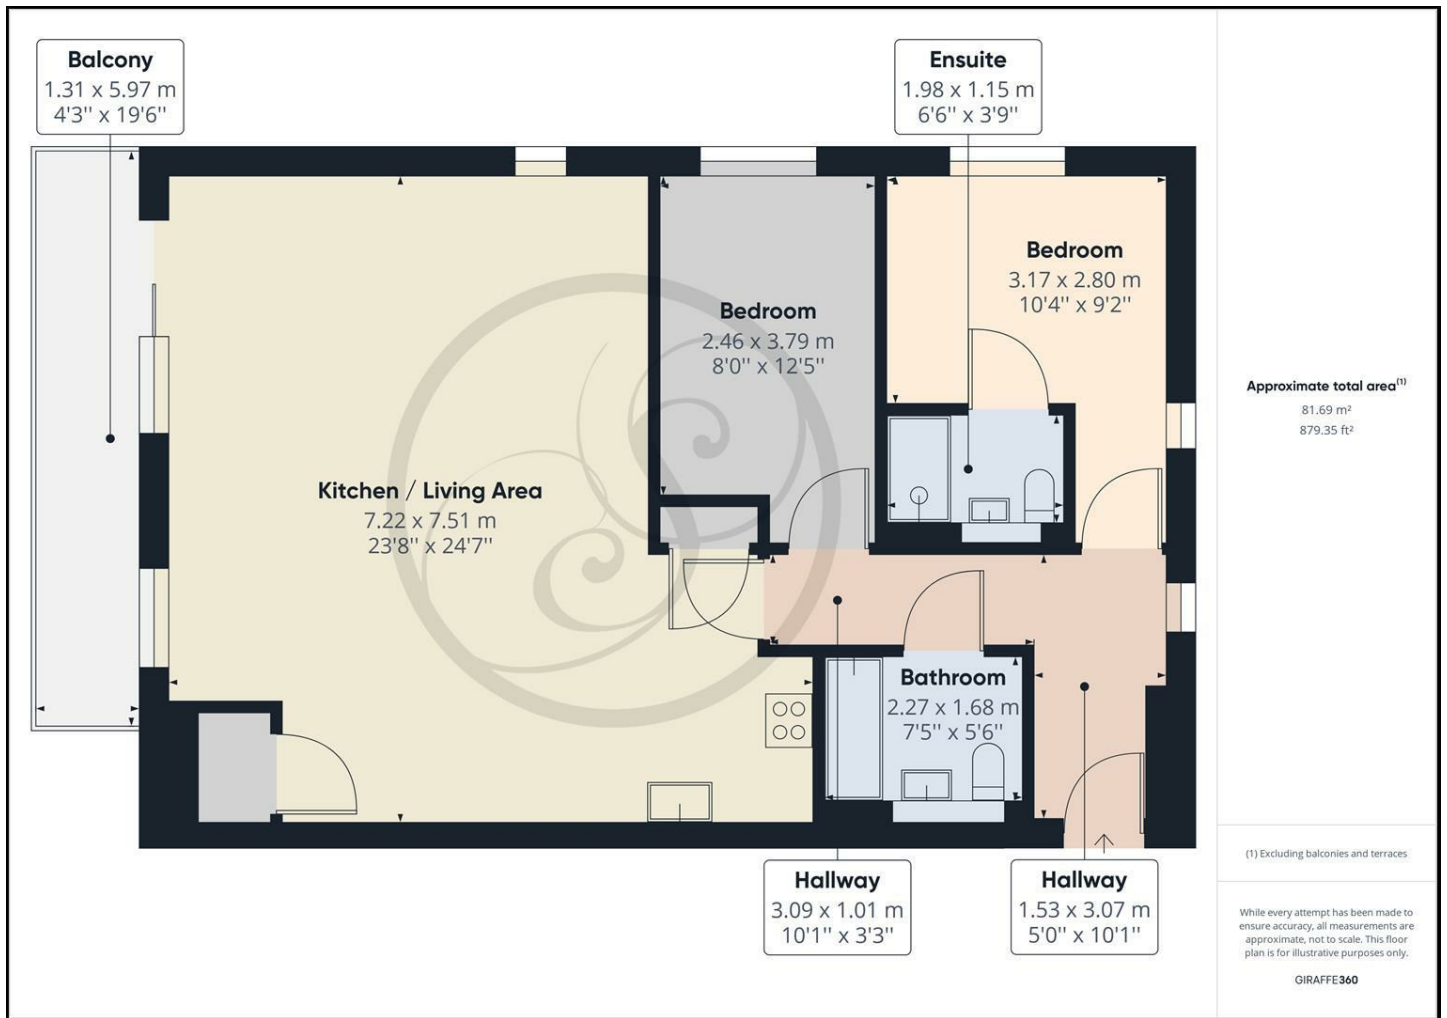 Balcony
1.31 x 5.97 m
4'3'' x 19'6''
Ensuite
1.98 x 1.15 m
6'6'' x 3'9''
Bedroom
3.17 x 2.80 m
10'4'' x 9'2''
Bedroom
2.46 x 3.79 m
8'0'' x 12'5''
Kitchen / Living Area
7.22 x 7.51 m
23'8'' x 24'7''
Bathroom
2.27 x 1.68 m
7'5'' x 5'6''
Hallway
3.09 x 1.01 m
10'1'' x 3'3''
Hallway
1.53 x 3.07 m
5'0'' x 10'1''
Approximate total area(1)
81.69 m²
879.35 ft²
(1) Excluding balconies and terraces
While every attempt has been made to
ensure accuracy, all measurements are
approximate, not to scale. This floor
plan is for illustrative purposes only.
GIRAFFE360